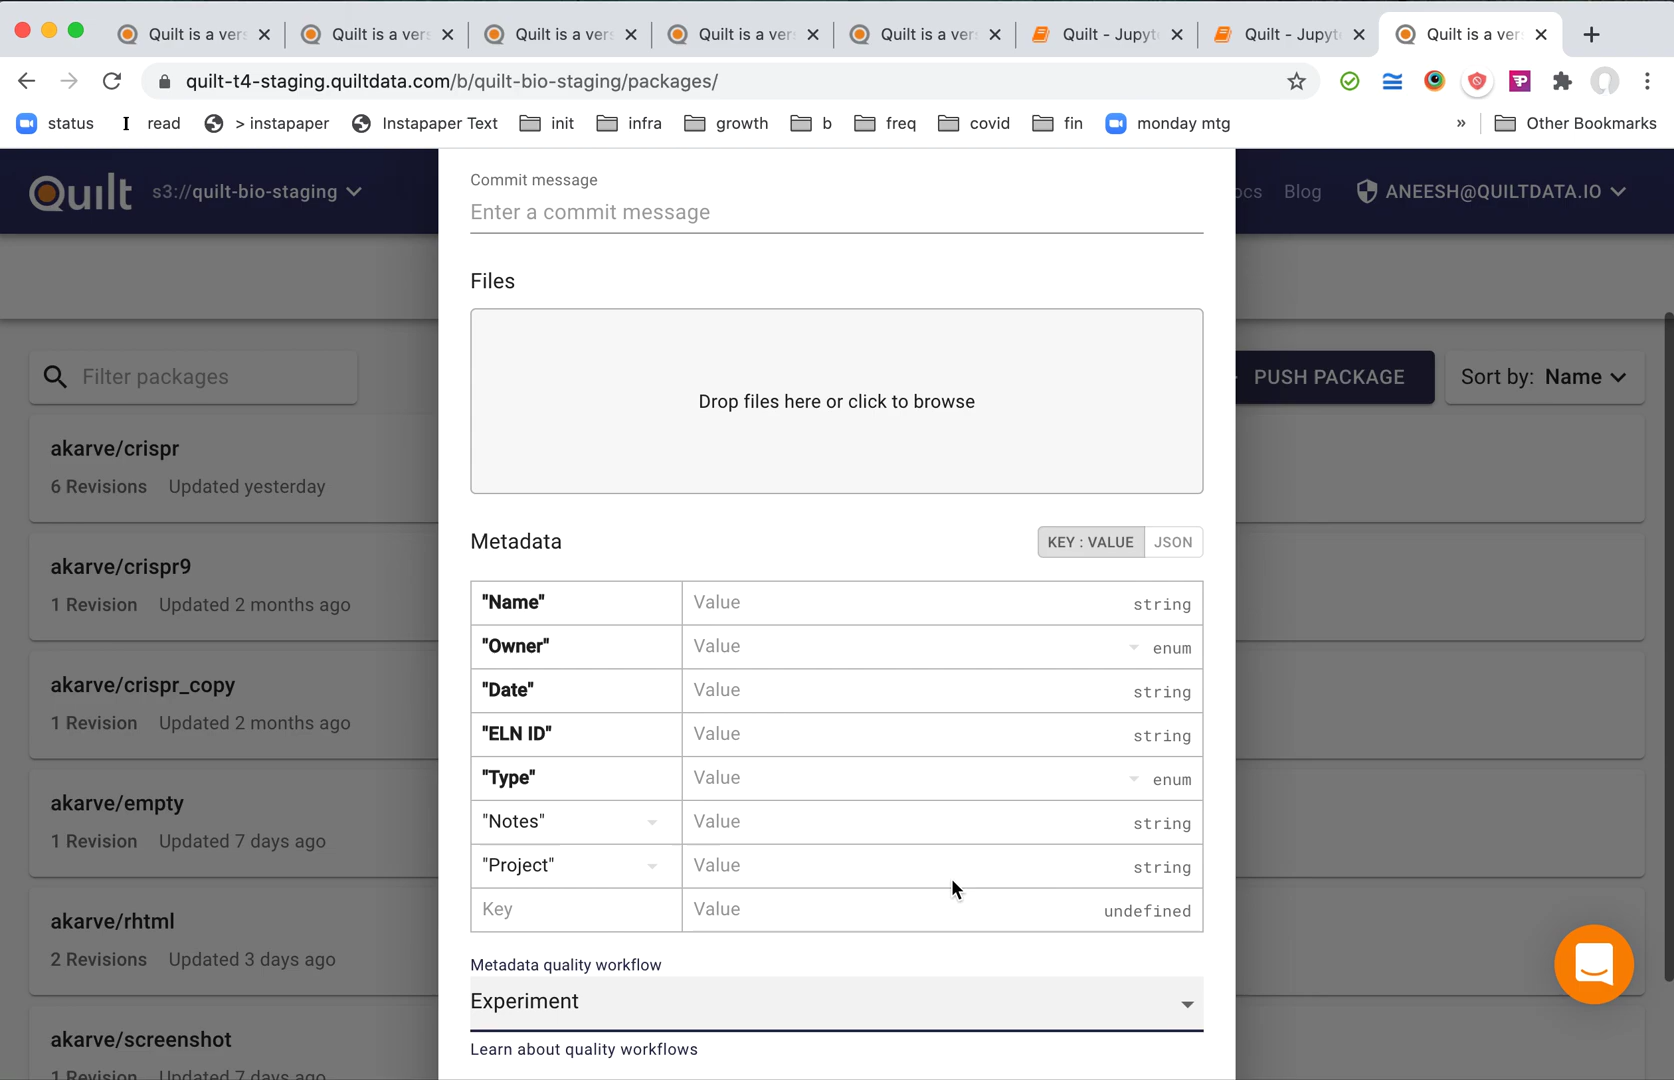 Quilt is a ver Quilt is a ver Quilt is a ver Quilt is a ver Quilt is a ver Quilt - Jupyt Quilt - Jupyt Quilt is a ver
quilt-t4-staging.quiltdata.com/b/quilt-bio-staging/packages/
status read > instapaper Instapaper Text init infra growth b freq covid fin monday mtg » Other Bookmarks
Quilt s3://quilt-bio-staging ocs Blog ANEESH@QUILTDATA.IO
Commit message
Enter a commit message
Files
Drop files here or click to browse
Filter packages
PUSH PACKAGE Sort by: Name
akarve/crispr
6 Revisions Updated yesterday
akarve/crispr9
1 Revision Updated 2 months ago
akarve/crispr_copy
1 Revision Updated 2 months ago
akarve/empty
1 Revision Updated 7 days ago
akarve/rhtml
2 Revisions Updated 3 days ago
akarve/screenshot
1 Revision Updated 7 days ago
Metadata KEY : VALUE JSON
"Name" Value string
"Owner" Value enum
"Date" Value string
"ELN ID" Value string
"Type" Value enum
"Notes" Value string
"Project" Value string
Key Value undefined
Metadata quality workflow
Experiment
Learn about quality workflows